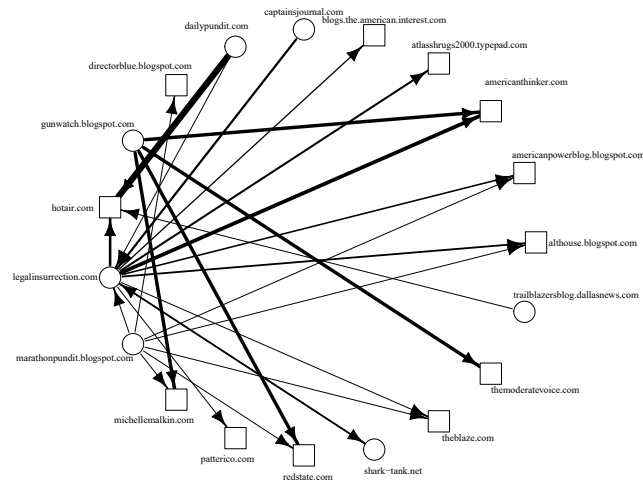 captainsjournal.com
blogs.the.american.interest.com
dailypundit.com
atlasshrugs2000.typepad.com
directorblue.blogspot.com
americanthinker.com
gunwatch.blogspot.com
americanpowerblog.blogspot.com
hotair.com
althouse.blogspot.com
legalinsurrection.com
trailblazersblog.dallasnews.com
marathonpundit.blogspot.com
themoderatevoice.com
michellemalkin.com
theblaze.com
patterico.com
shark−tank.net
redstate.com